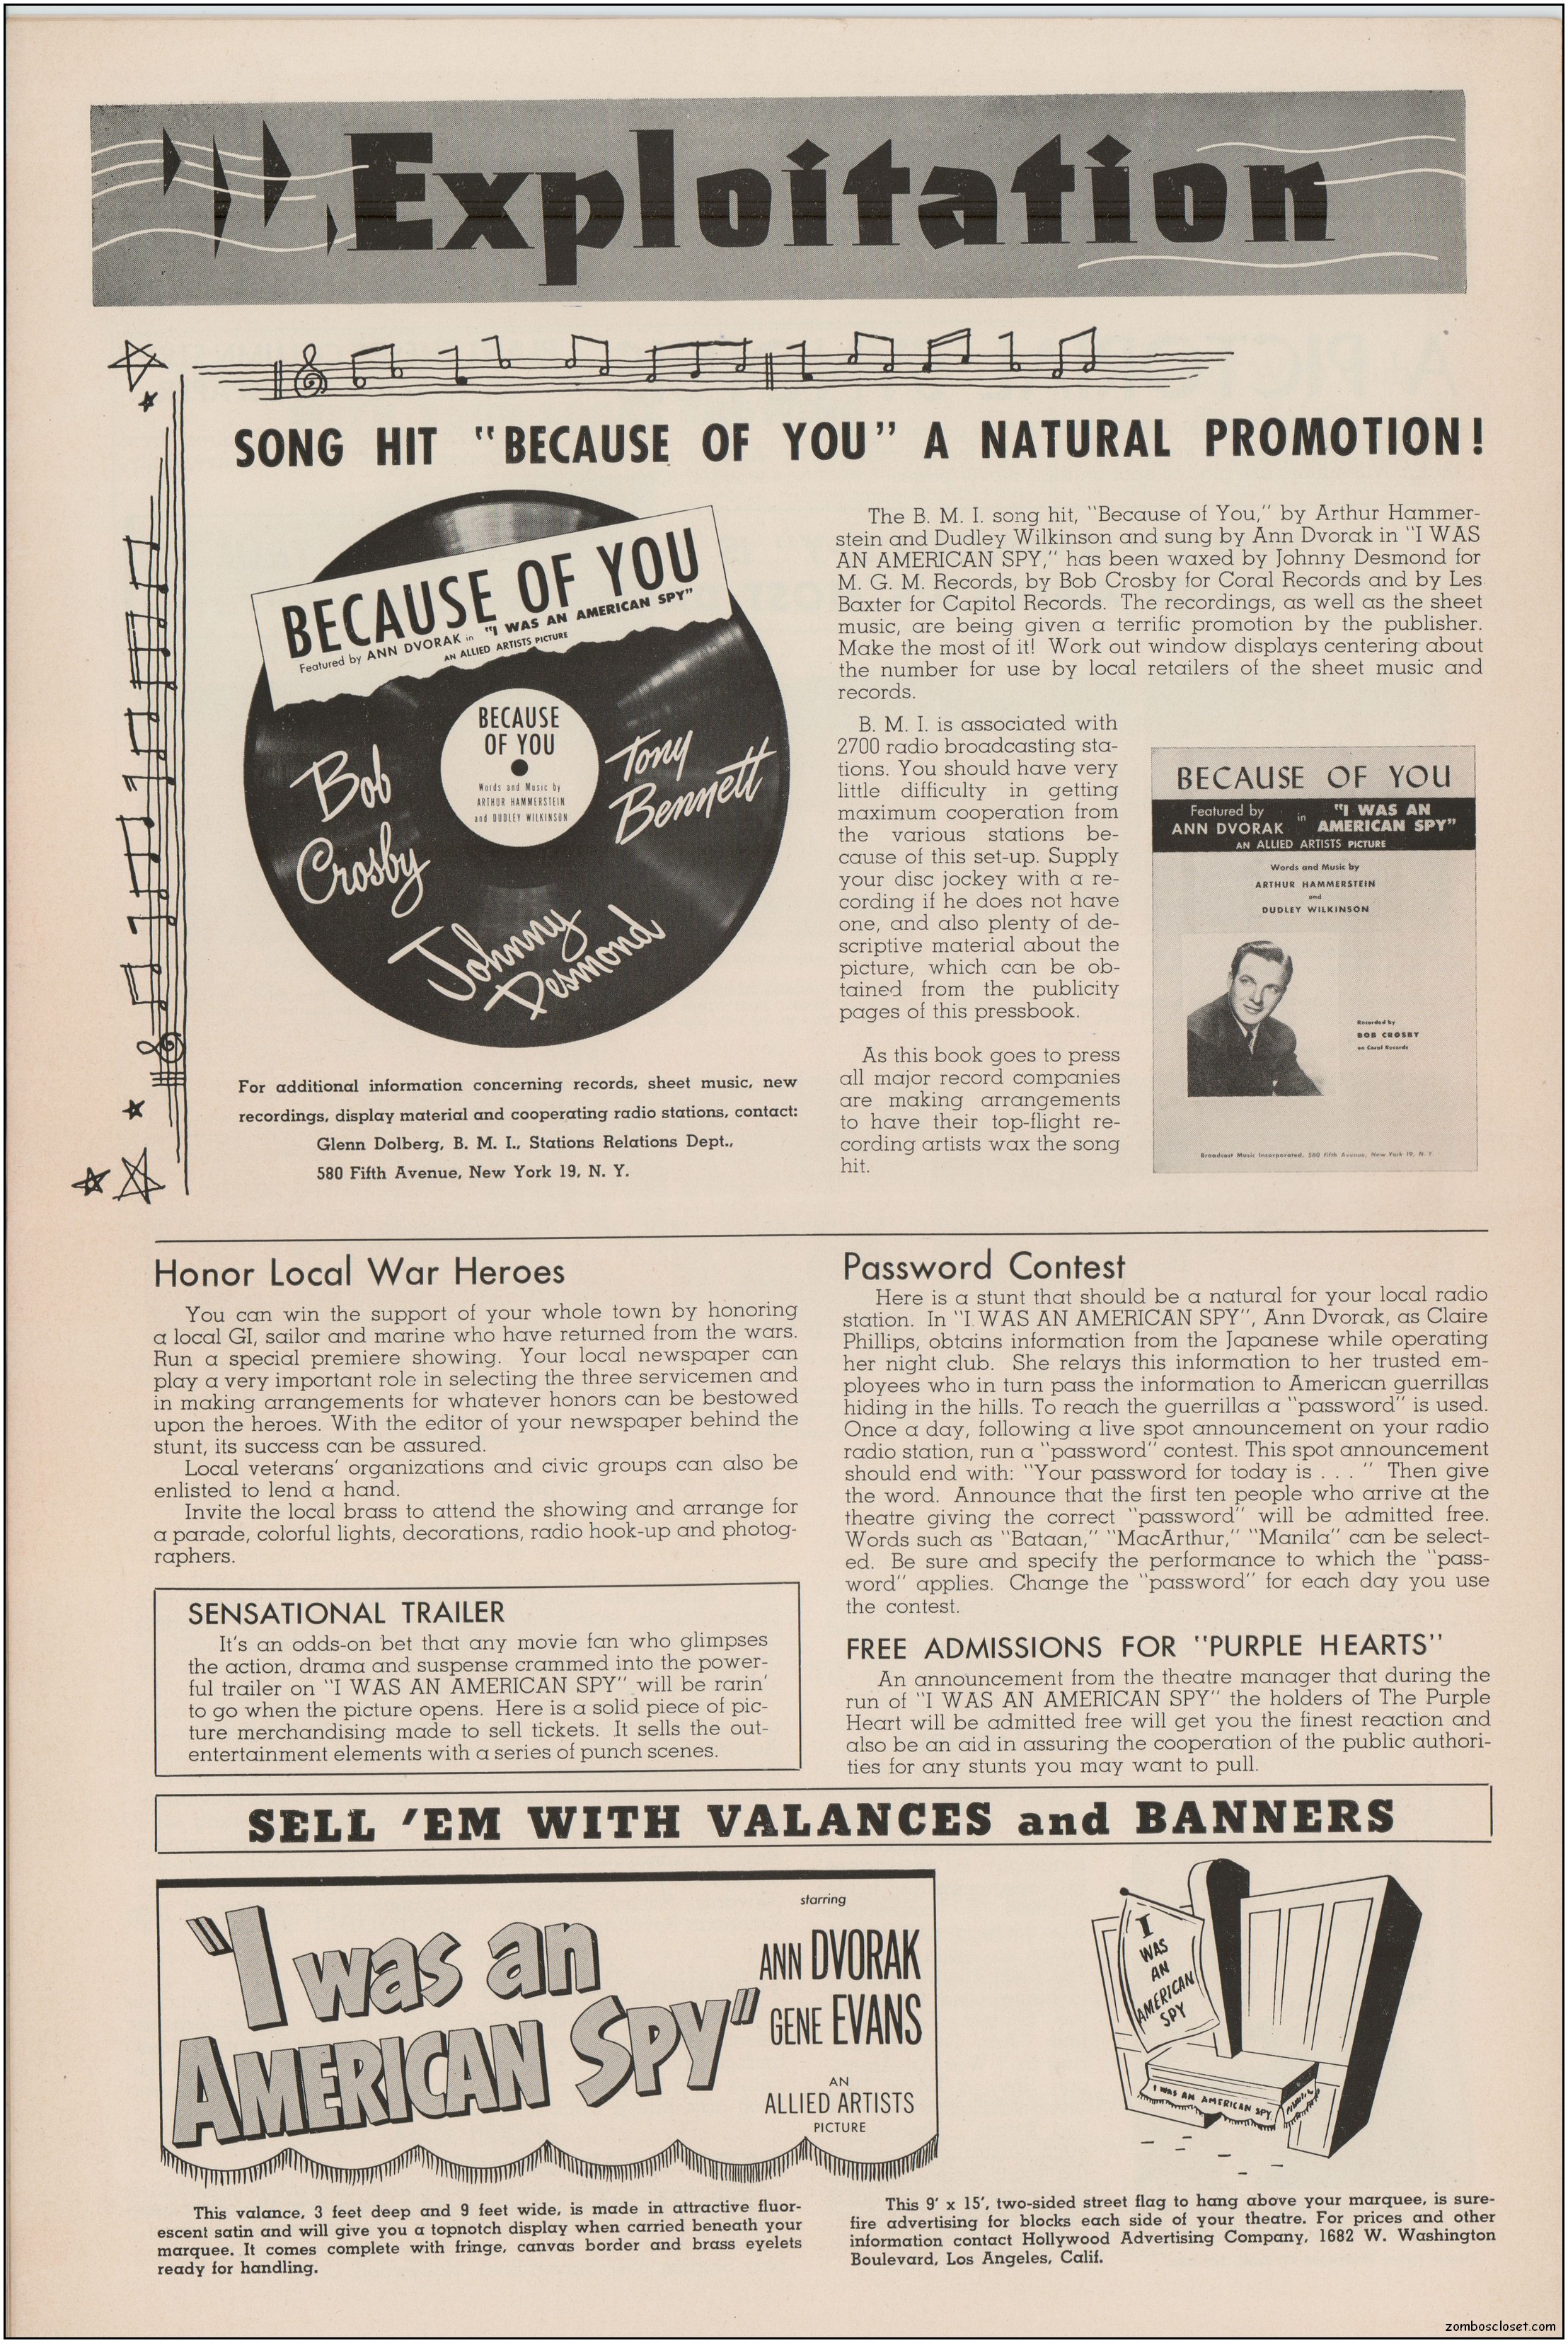 Exploitation
SONG HIT "BECAUSE OF YOU" A NATURAL PROMOTION!
BECAUSE OF YOU
Featured by ANN DVORAK in "I WAS AN AMERICAN SPY"
AN ALLIED ARTISTS PICTURE
BECAUSE
OF YOU
Words and Music by
ARTHUR HAMMERSTEIN
and DUDLEY WILKINSON
Bob
Crosby
Tony
Bennett
Johnny
Desmond
For additional information concerning records, sheet music, new
recordings, display material and cooperating radio stations, contact:
Glenn Dolberg, B. M. I., Stations Relations Dept.,
580 Fifth Avenue, New York 19, N. Y.
The B. M. I. song hit, "Because of You," by Arthur Hammer-
stein and Dudley Wilkinson and sung by Ann Dvorak in "I WAS
AN AMERICAN SPY," has been waxed by Johnny Desmond for
M. G. M. Records, by Bob Crosby for Coral Records and by Les
Baxter for Capitol Records. The recordings, as well as the sheet
music, are being given a terrific promotion by the publisher.
Make the most of it! Work out window displays centering about
the number for use by local retailers of the sheet music and
records.
B. M. I. is associated with
2700 radio broadcasting sta-
tions. You should have very
little difficulty in getting
maximum cooperation from
the various stations be-
cause of this set-up. Supply
your disc jockey with a re-
cording if he does not have
one, and also plenty of de-
scriptive material about the
picture, which can be ob-
tained from the publicity
pages of this pressbook.
As this book goes to press
all major record companies
are making arrangements
to have their top-flight re-
cording artists wax the song
hit.
BECAUSE OF YOU
Featured by
ANN DVORAK in "I WAS AN
AMERICAN SPY"
AN ALLIED ARTISTS PICTURE
Words and Music by
ARTHUR HAMMERSTEIN
and
DUDLEY WILKINSON
Recorded by
BOB CROSBY
on Coral Records
Broadcast Music Incorporated, 580 Fifth Avenue, New York 19, N. Y.
Honor Local War Heroes
You can win the support of your whole town by honoring
a local GI, sailor and marine who have returned from the wars.
Run a special premiere showing. Your local newspaper can
play a very important role in selecting the three servicemen and
in making arrangements for whatever honors can be bestowed
upon the heroes. With the editor of your newspaper behind the
stunt, its success can be assured.
Local veterans' organizations and civic groups can also be
enlisted to lend a hand.
Invite the local brass to attend the showing and arrange for
a parade, colorful lights, decorations, radio hook-up and photog-
raphers.
SENSATIONAL TRAILER
It's an odds-on bet that any movie fan who glimpses
the action, drama and suspense crammed into the power-
ful trailer on "I WAS AN AMERICAN SPY" will be rarin'
to go when the picture opens. Here is a solid piece of pic-
ture merchandising made to sell tickets. It sells the out-
entertainment elements with a series of punch scenes.
Password Contest
Here is a stunt that should be a natural for your local radio
station. In "I WAS AN AMERICAN SPY", Ann Dvorak, as Claire
Phillips, obtains information from the Japanese while operating
her night club. She relays this information to her trusted em-
ployees who in turn pass the information to American guerrillas
hiding in the hills. To reach the guerrillas a "password" is used.
Once a day, following a live spot announcement on your radio
radio station, run a "password" contest. This spot announcement
should end with: "Your password for today is . . . " Then give
the word. Announce that the first ten people who arrive at the
theatre giving the correct "password" will be admitted free.
Words such as "Bataan," "MacArthur," "Manila" can be select-
ed. Be sure and specify the performance to which the "pass-
word" applies. Change the "password" for each day you use
the contest.
FREE ADMISSIONS FOR "PURPLE HEARTS"
An announcement from the theatre manager that during the
run of "I WAS AN AMERICAN SPY" the holders of The Purple
Heart will be admitted free will get you the finest reaction and
also be an aid in assuring the cooperation of the public authori-
ties for any stunts you may want to pull.
SELL 'EM WITH VALANCES and BANNERS
"I was an
AMERICAN SPY"
starring
ANN DVORAK
GENE EVANS
AN
ALLIED ARTISTS
PICTURE
I
WAS
AN
AMERICAN
SPY
I WAS AN AMERICAN SPY
This valance, 3 feet deep and 9 feet wide, is made in attractive fluor-
escent satin and will give you a topnotch display when carried beneath your
marquee. It comes complete with fringe, canvas border and brass eyelets
ready for handling.
This 9' x 15', two-sided street flag to hang above your marquee, is sure-
fire advertising for blocks each side of your theatre. For prices and other
information contact Hollywood Advertising Company, 1682 W. Washington
Boulevard, Los Angeles, Calif.
zomboscloset.com